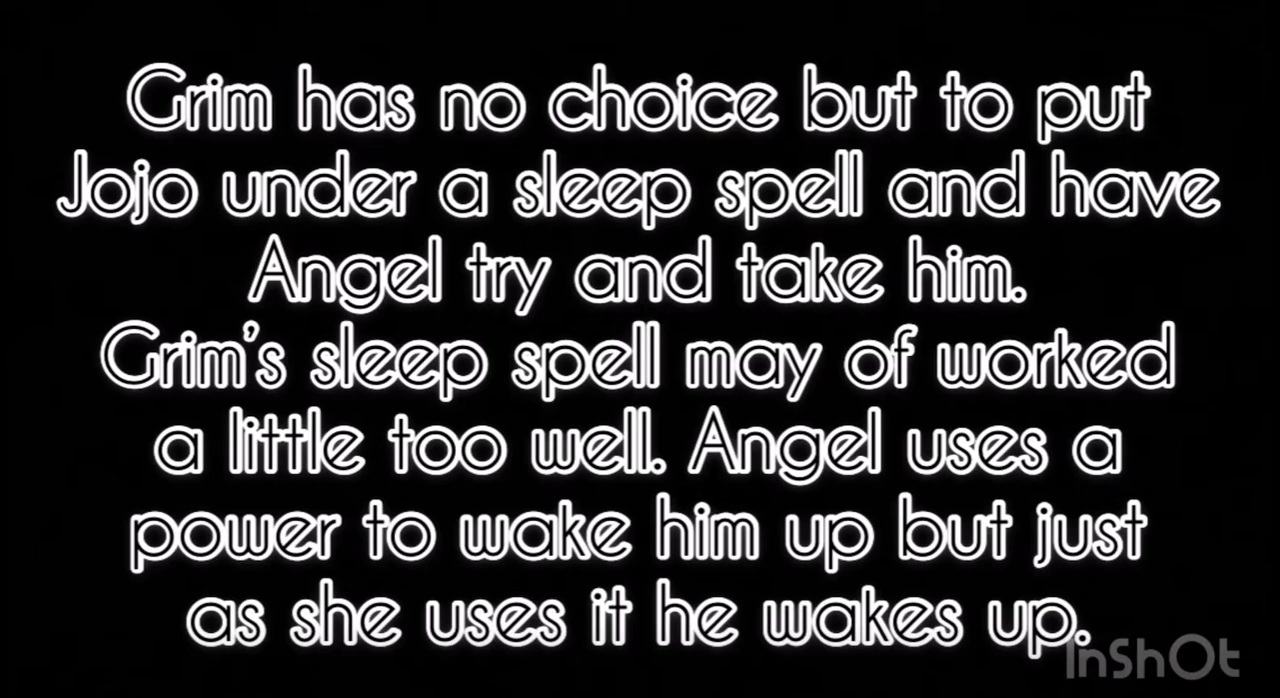 Grim has no choice but to put
Jojo under a sleep spell and have
Angel try and take him.
Grim's sleep spell may of worked
a little too well. Angel uses a
power to wake him up but just
as she uses it he wakes up.
InShOt